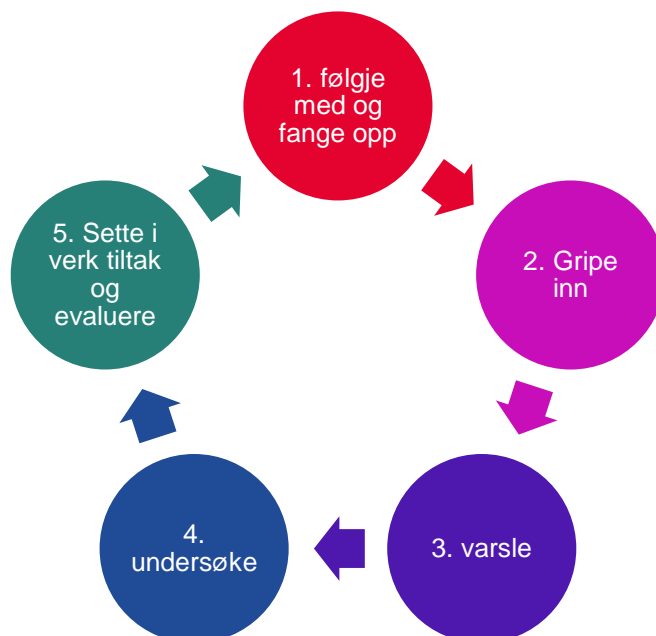 1. følgje
med og
fange opp
2. Gripe
inn
3. varsle
4.
undersøke
5. Sette i
verk tiltak
og
evaluere